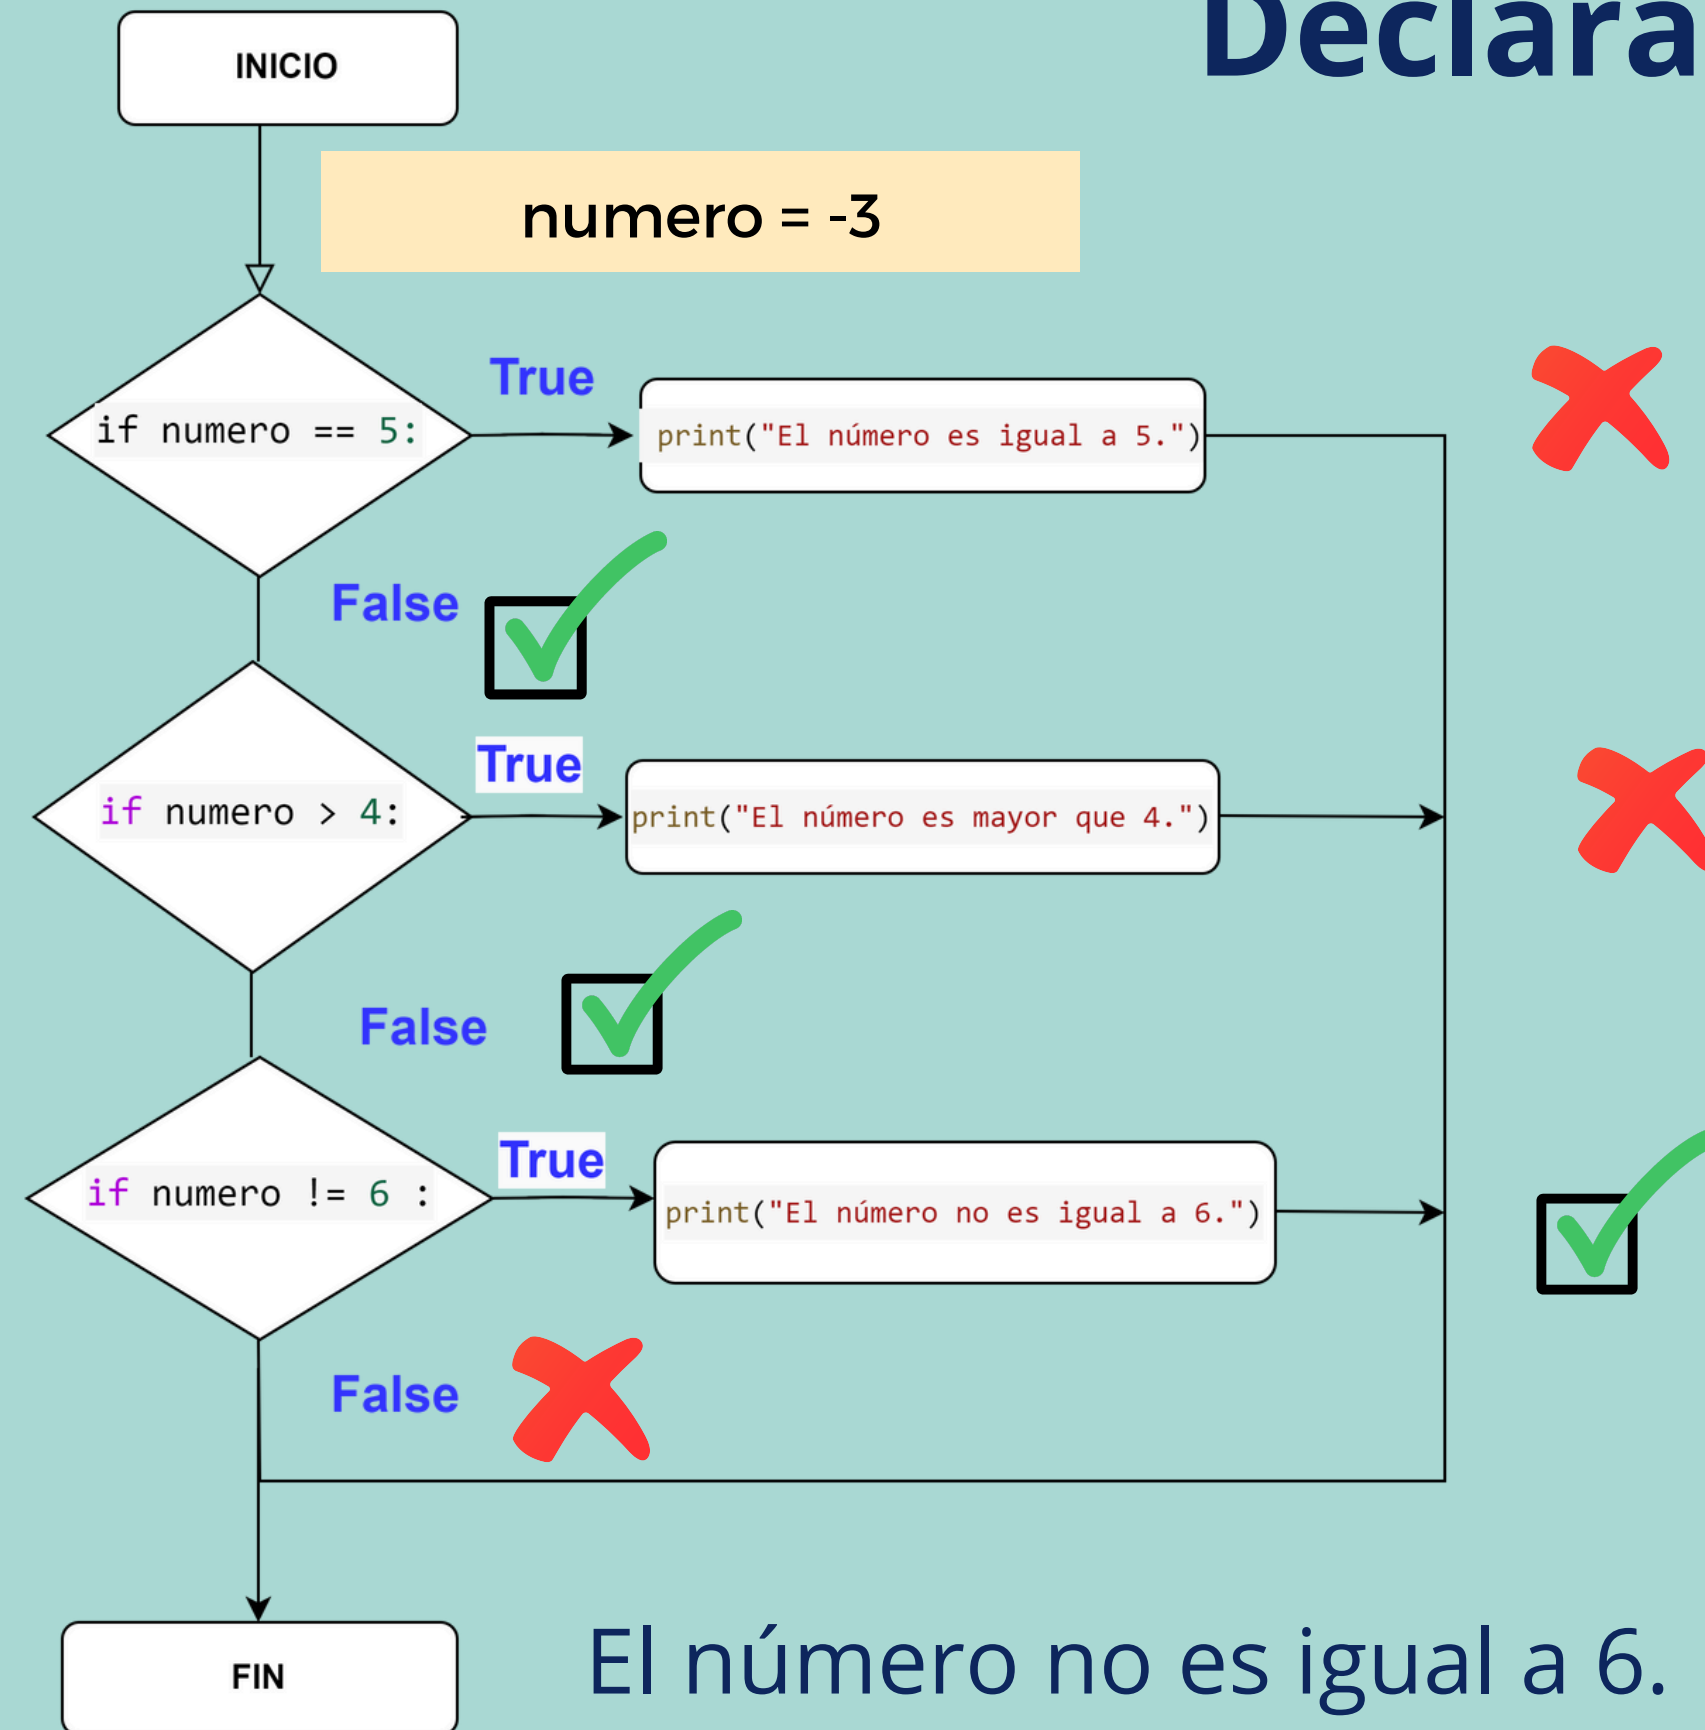 Declara
INICIO
numero = -3
True
if numero == 5:
print("El número es igual a 5.")
False
True
if numero > 4:
print("El número es mayor que 4.")
False
True
if numero != 6 :
print("El número no es igual a 6.")
False
El número no es igual a 6.
FIN